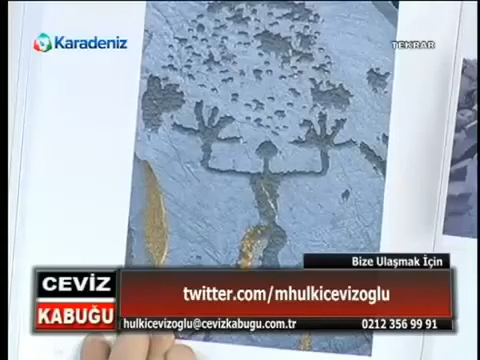 Karadeniz
TEKRAR
Bize Ulaşmak İçin
CEVİZ
KABUĞU
twitter.com/mhulkicevizoglu
hulkicevizoglu@cevizkabugu.com.tr
0212 356 99 91